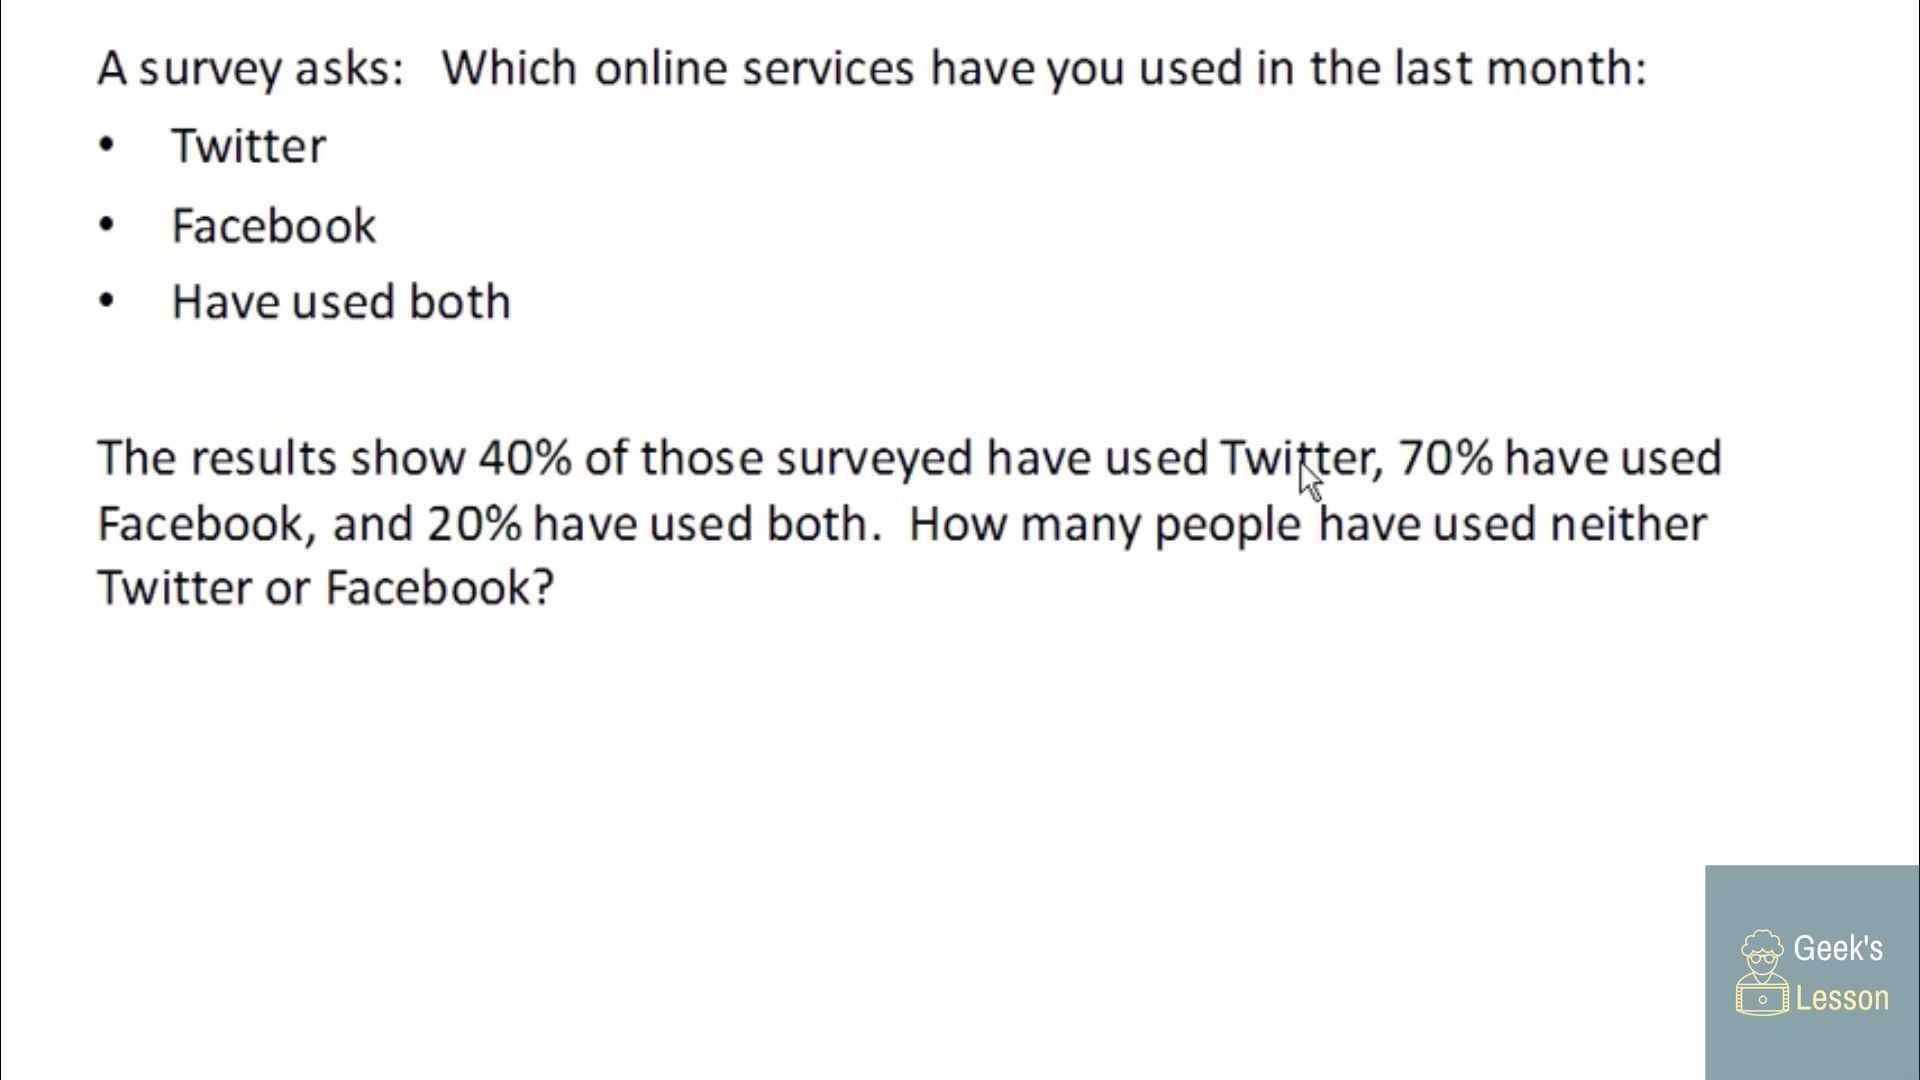 A survey asks: Which online services have you used in the last month:
• Twitter
• Facebook
• Have used both
The results show 40% of those surveyed have used Twitter, 70% have used
Facebook, and 20% have used both. How many people have used neither
Twitter or Facebook?
Geek's
Lesson